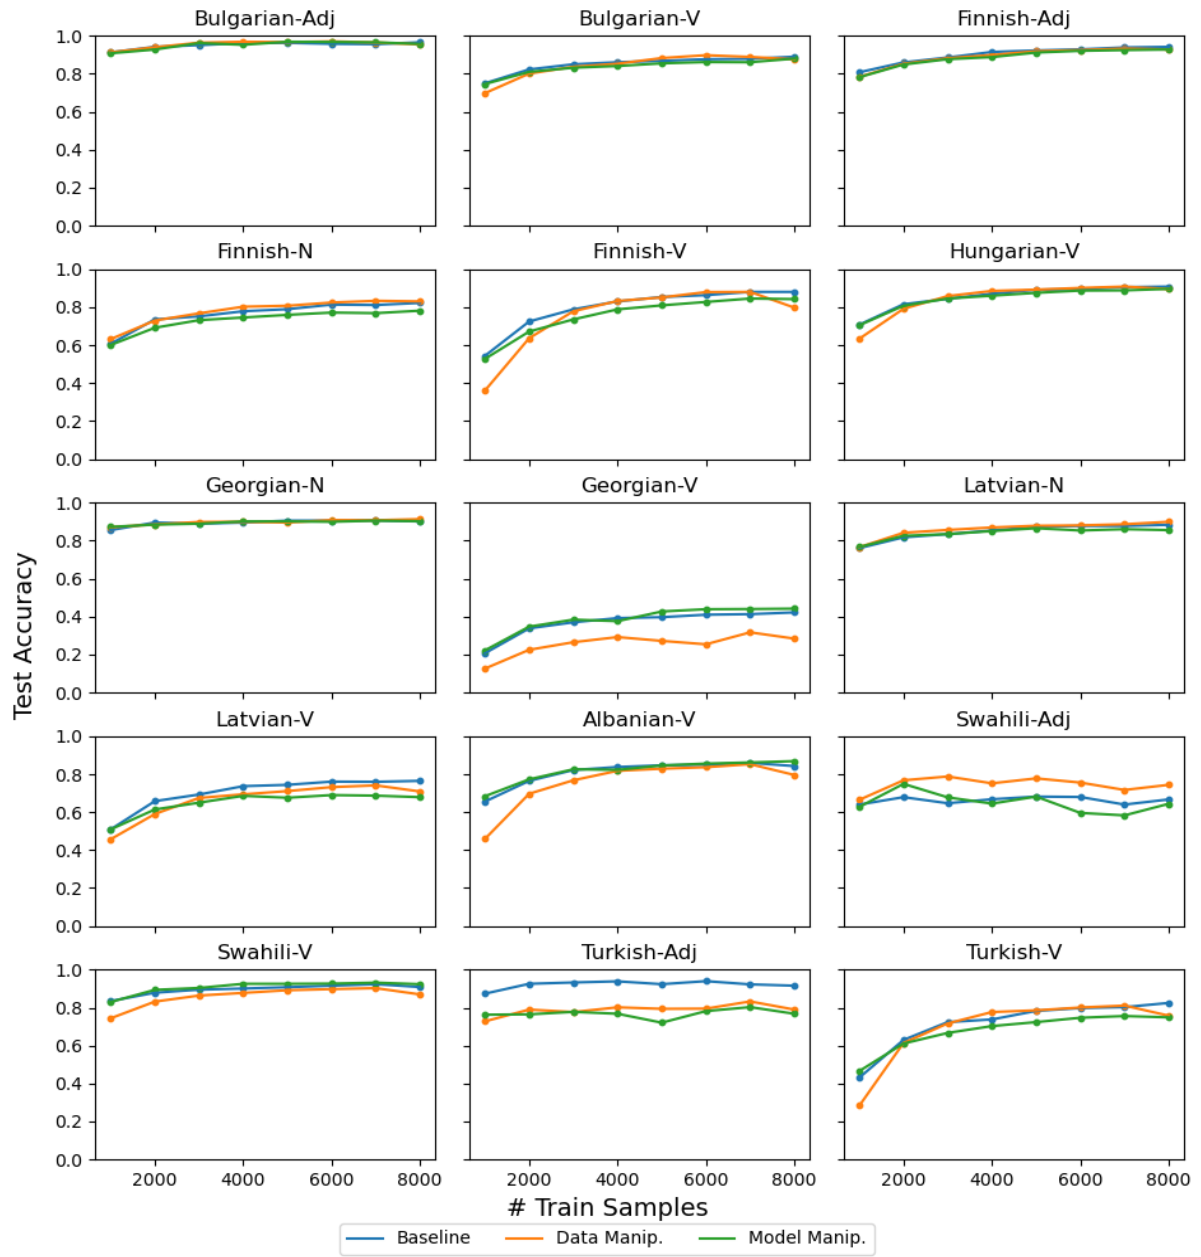 Bulgarian-Adj
Bulgarian-V
Finnish-Adj
1.0
0.8
0.6
0.4
0.2
0.0
Finnish-N
Finnish-V
Hungarian-V
1.0
0.8
0.6
0.4
0.2
0.0
Georgian-N
Georgian-V
Latvian-N
1.0
0.8
0.6
0.4
0.2
0.0
Test Accuracy
Latvian-V
Albanian-V
Swahili-Adj
1.0
0.8
0.6
0.4
0.2
0.0
Swahili-V
Turkish-Adj
Turkish-V
1.0
0.8
0.6
0.4
0.2
0.0
2000 4000 6000 8000
2000 4000 6000 8000
2000 4000 6000 8000
# Train Samples
Baseline
Data Manip.
Model Manip.